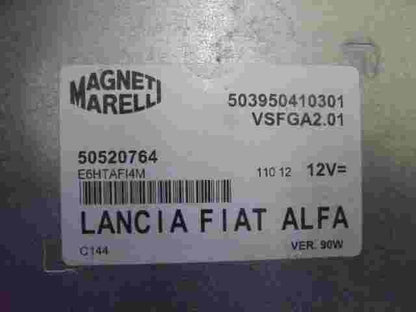 MAGNETI
MARELLI
503950410301
VSFGA2.01
50520764
E6HTAFI4M
110 12 12V=
LANCIA FIAT ALFA
C144
VER. 90W